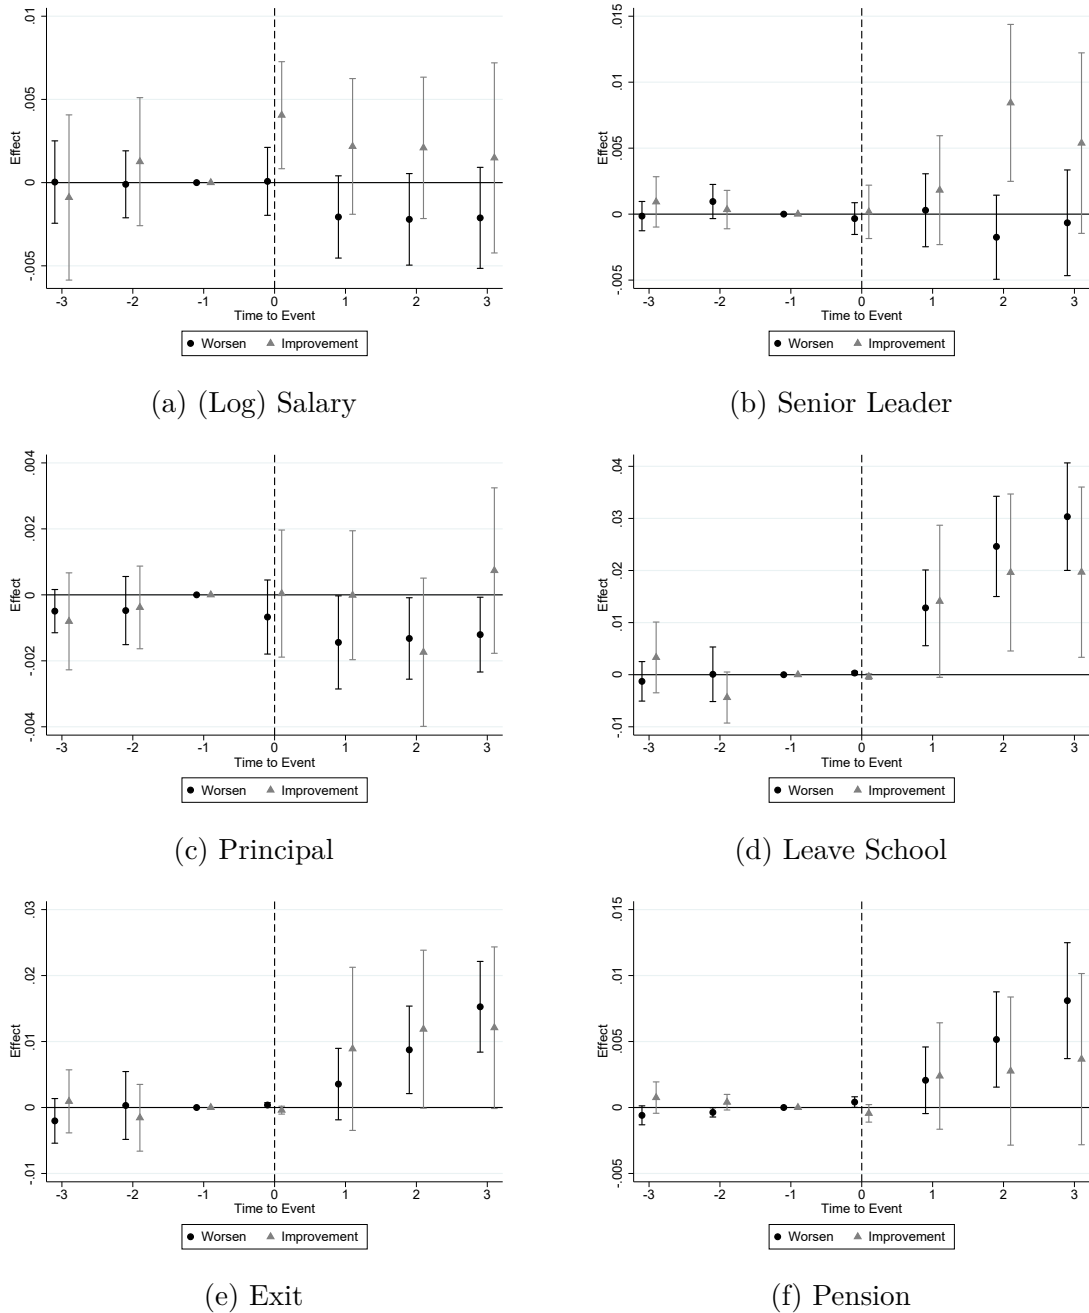 .01
.005
0
-.005
Effect
-3 -2 -1 0 1 2 3
Time to Event
Worsen Improvement
(a) (Log) Salary
.015
.01
.005
0
-.005
Effect
-3 -2 -1 0 1 2 3
Time to Event
Worsen Improvement
(b) Senior Leader
.004
.002
0
-.002
-.004
Effect
-3 -2 -1 0 1 2 3
Time to Event
Worsen Improvement
(c) Principal
.04
.03
.02
.01
0
-.01
Effect
-3 -2 -1 0 1 2 3
Time to Event
Worsen Improvement
(d) Leave School
.03
.02
.01
0
-.01
Effect
-3 -2 -1 0 1 2 3
Time to Event
Worsen Improvement
(e) Exit
.015
.01
.005
0
-.005
Effect
-3 -2 -1 0 1 2 3
Time to Event
Worsen Improvement
(f) Pension